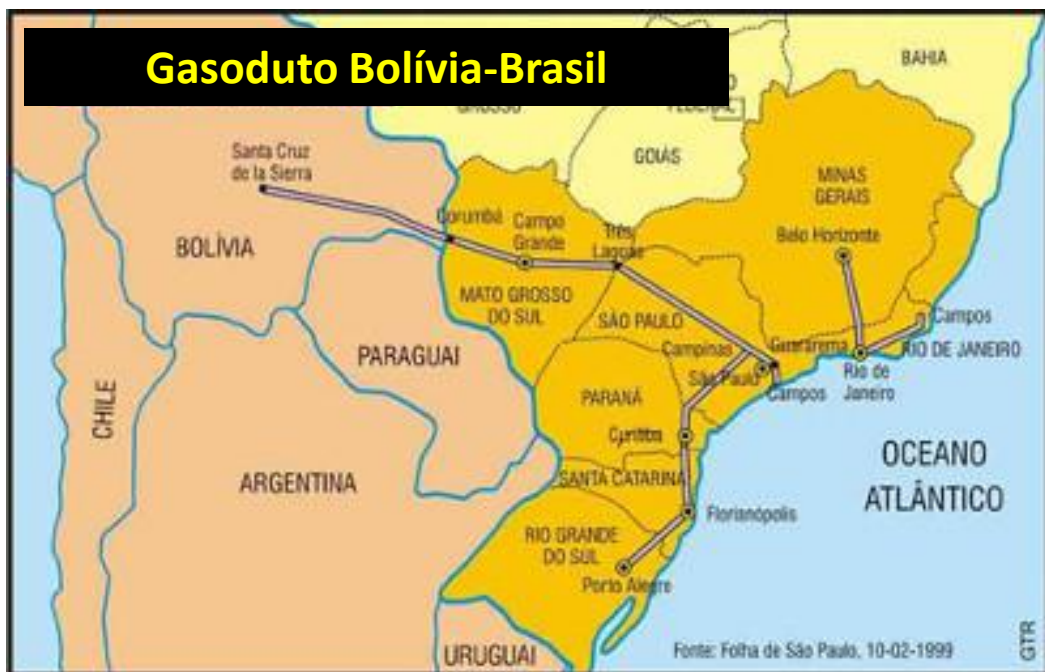 Gasoduto Bolívia-Brasil
BAHIA
GROSSO
FEDERAL
GOIÁS
Santa Cruz
de la Sierra
MINAS
GERAIS
Corumbá
Campo
Grande
Três
Lagoas
Belo Horizonte
BOLÍVIA
MATO GROSSO
DO SUL
SÃO PAULO
Campos
RIO DE JANEIRO
PARAGUAI
Campinas
Guararema
São Paulo
Campos
Rio de
Janeiro
CHILE
PARANÁ
Curitiba
OCEANO
ATLÂNTICO
ARGENTINA
SANTA CATARINA
Florianópolis
RIO GRANDE
DO SUL
Porto Alegre
URUGUAI
Fonte: Folha de São Paulo, 10-02-1999
GTR